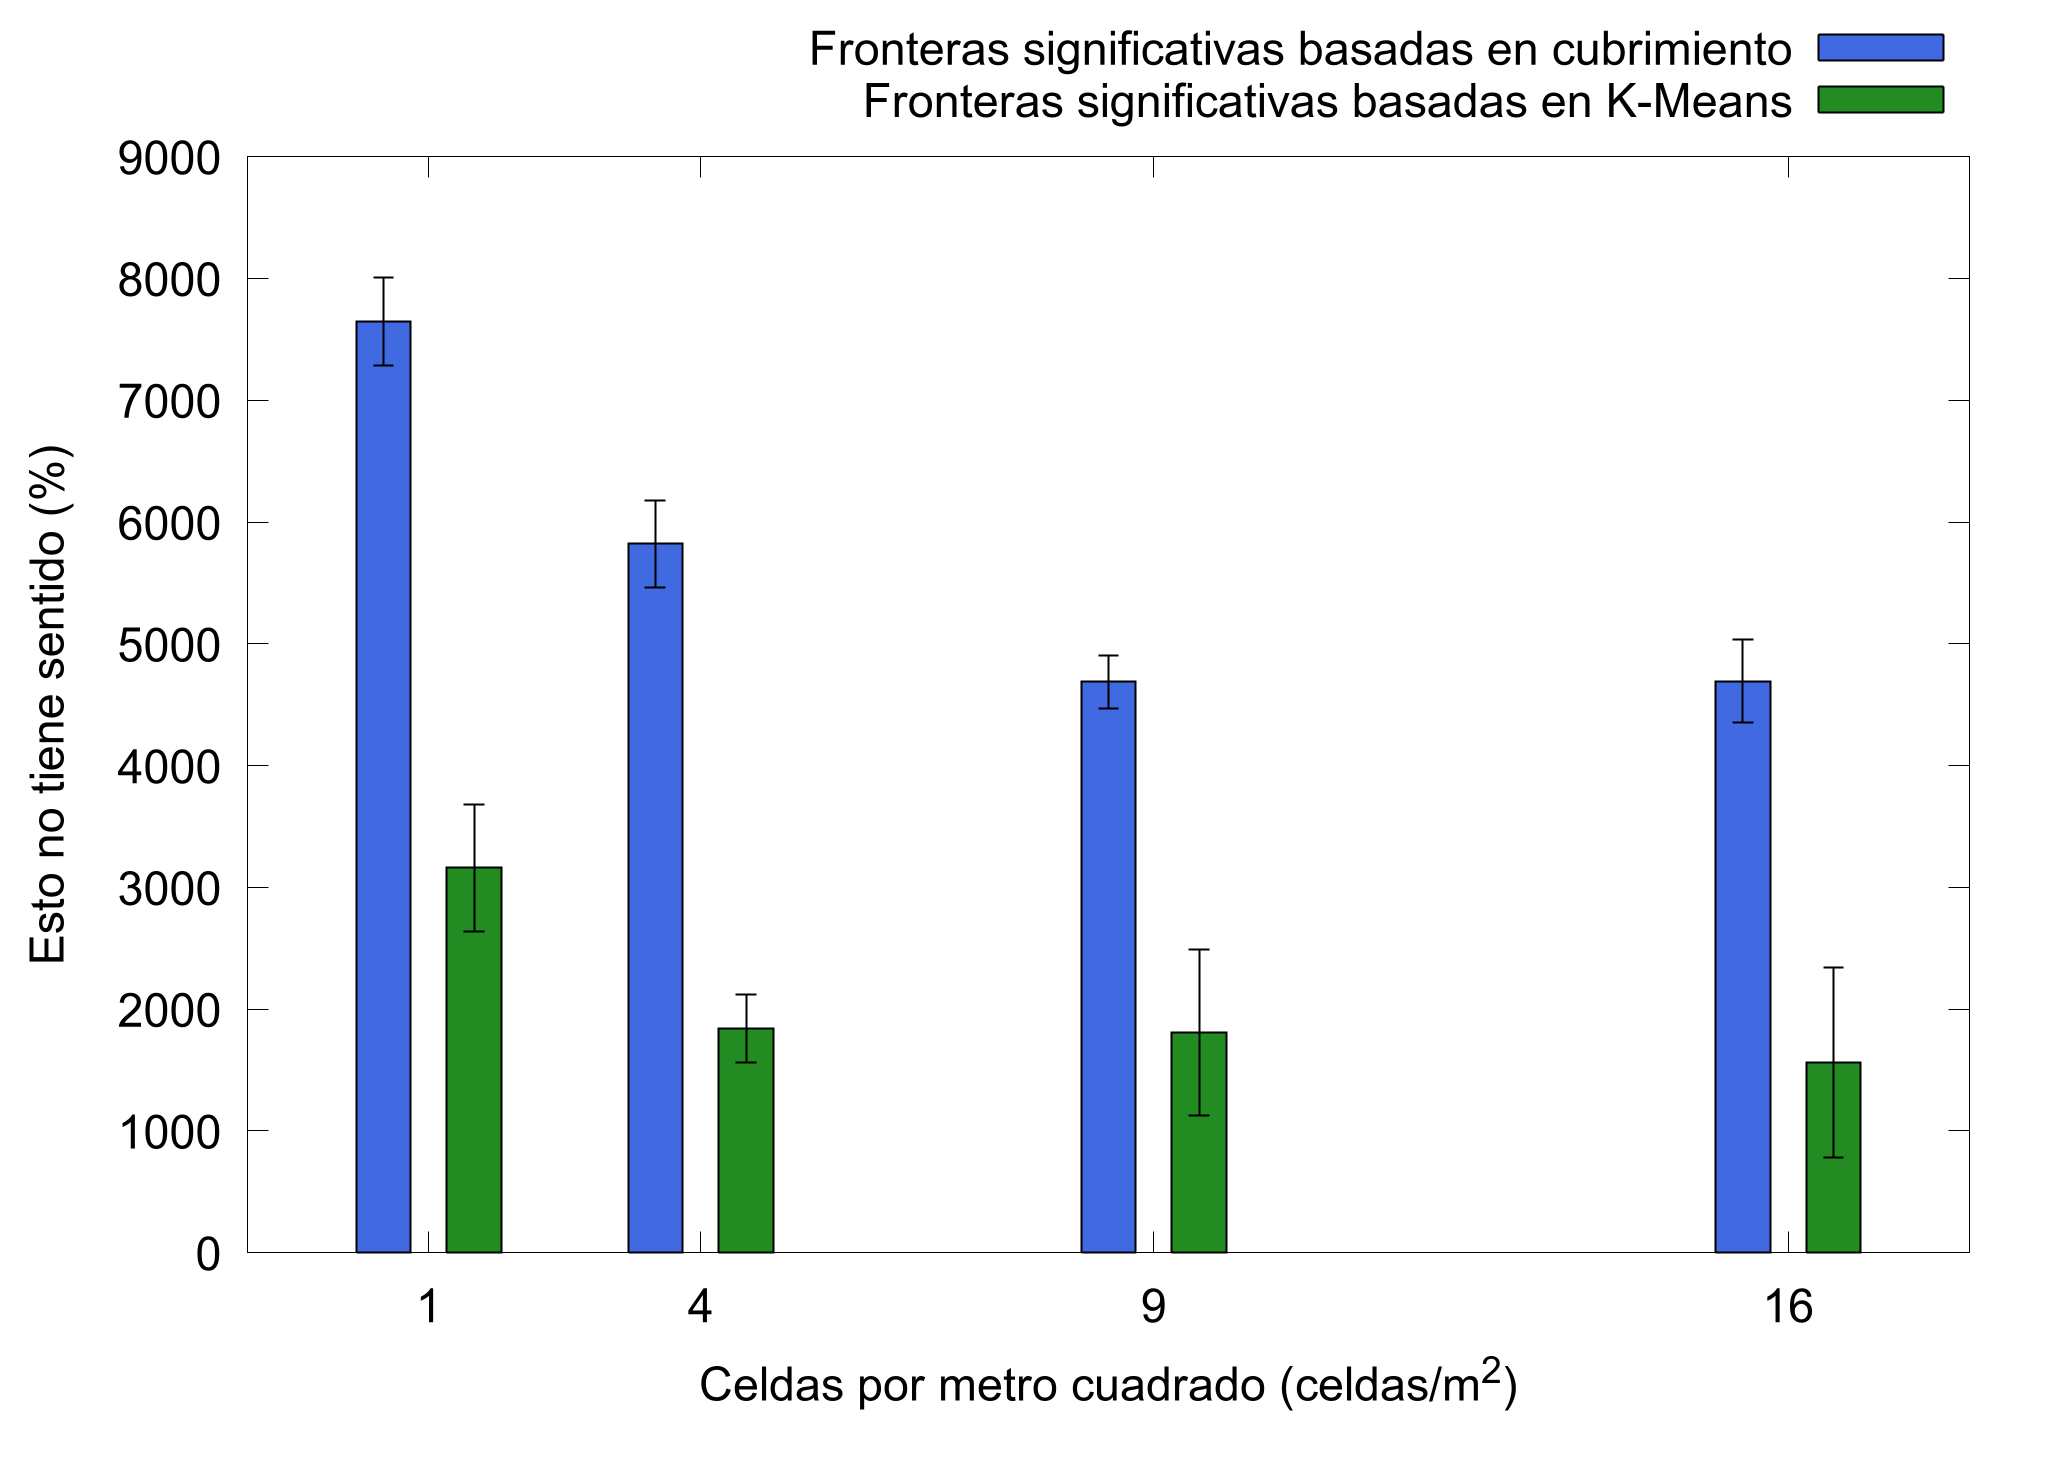 Fronteras significativas basadas en cubrimiento
Fronteras significativas basadas en K-Means
9000
8000
7000
6000
5000
4000
3000
2000
1000
0
Esto no tiene sentido (%)
1 4 9 16
Celdas por metro cuadrado (celdas/m²)